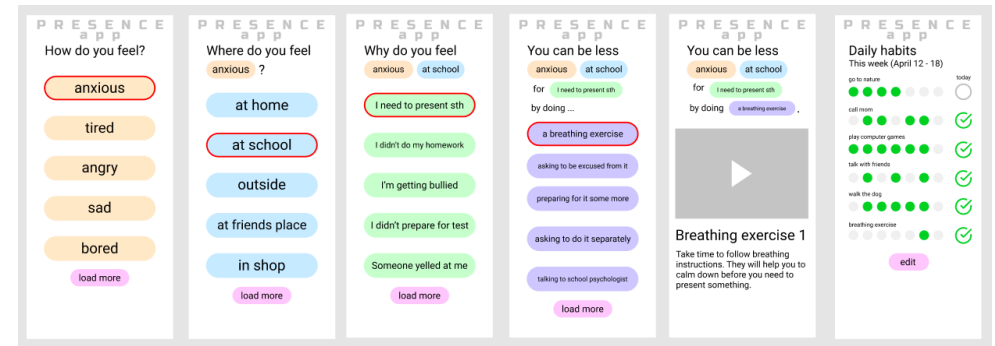 PRESENCE
app
How do you feel?
anxious
tired
angry
sad
bored
load more
PRESENCE
app
Where do you feel
anxious ?
at home
at school
outside
at friends place
in shop
load more
PRESENCE
app
Why do you feel
anxious at school
I need to present sth
I didn't do my homework
I'm getting bullied
I didn't prepare for test
Someone yelled at me
load more
PRESENCE
app
You can be less
anxious at school
for I need to present sth
by doing ...
a breathing exercise
asking to be excused from it
preparing for it some more
asking to do it separately
talking to school psychologist
load more
PRESENCE
app
You can be less
anxious at school
for I need to present sth
by doing a breathing exercise .
Breathing exercise 1
Take time to follow breathing
instructions. They will help you to
calm down before you need to
present something.
PRESENCE
app
Daily habits
This week (April 12 - 18)
go to nature today
call mom
play computer games
talk with friends
walk the dog
breathing exercise
edit